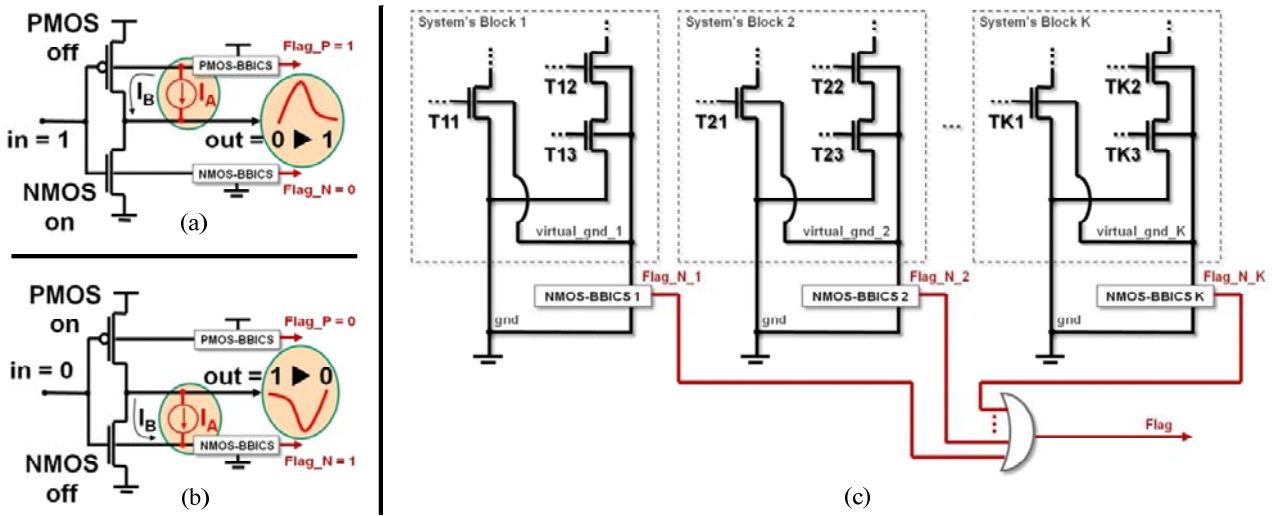 PMOS
off
Flag_P = 1
PMOS-BBICS
I_B
I_A
in = 1
out = 0 ► 1
NMOS-BBICS
Flag_N = 0
NMOS
on
(a)
PMOS
on
Flag_P = 0
PMOS-BBICS
in = 0
out = 1 ► 0
I_B
I_A
NMOS-BBICS
Flag_N = 1
NMOS
off
(b)
System's Block 1
T11
T12
T13
virtual_gnd_1
Flag_N_1
NMOS-BBICS 1
gnd
System's Block 2
T21
T22
T23
virtual_gnd_2
Flag_N_2
NMOS-BBICS 2
gnd
...
System's Block K
TK1
TK2
TK3
virtual_gnd_K
Flag_N_K
NMOS-BBICS K
gnd
Flag
(c)